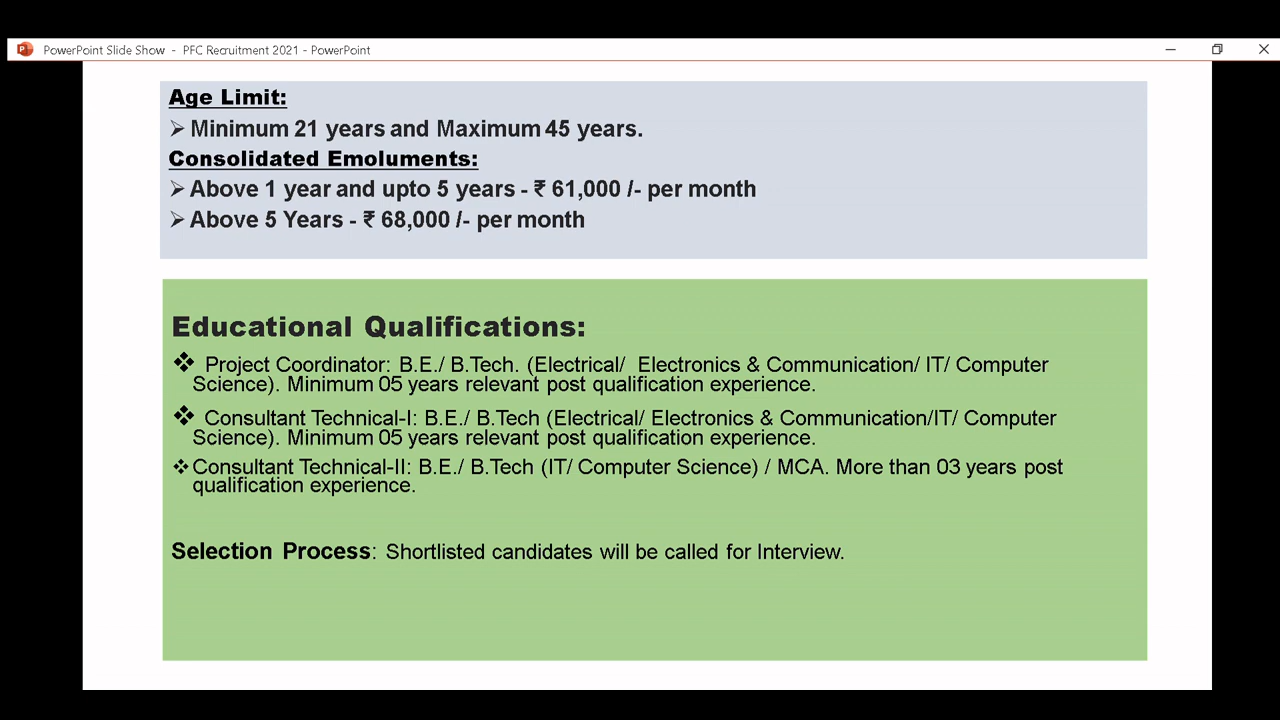 PowerPoint Slide Show - PFC Recruitment 2021 - PowerPoint
Age Limit:
➢ Minimum 21 years and Maximum 45 years.
Consolidated Emoluments:
➢ Above 1 year and upto 5 years - ₹ 61,000 /- per month
➢ Above 5 Years - ₹ 68,000 /- per month
Educational Qualifications:
❖ Project Coordinator: B.E./ B.Tech. (Electrical/ Electronics & Communication/ IT/ Computer
Science). Minimum 05 years relevant post qualification experience.
❖ Consultant Technical-I: B.E./ B.Tech (Electrical/ Electronics & Communication/IT/ Computer
Science). Minimum 05 years relevant post qualification experience.
❖ Consultant Technical-II: B.E./ B.Tech (IT/ Computer Science) / MCA. More than 03 years post
qualification experience.
Selection Process: Shortlisted candidates will be called for Interview.